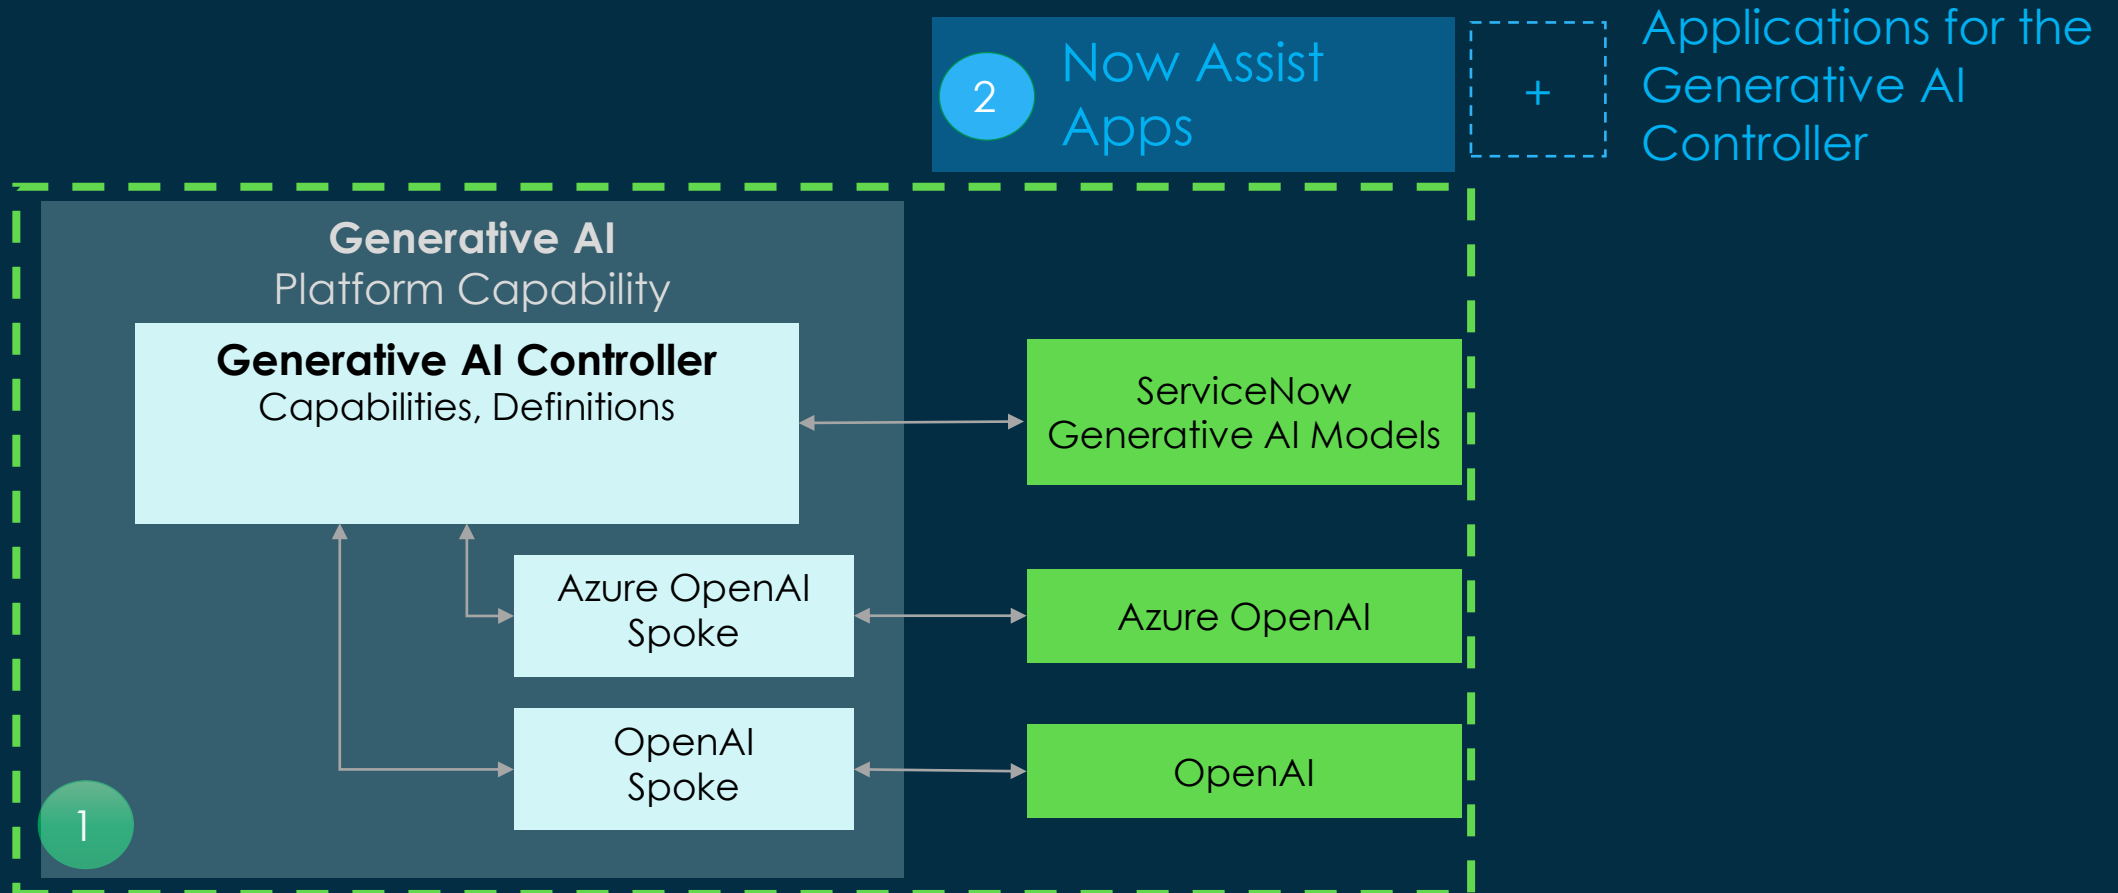 2
Now Assist
Apps
+
Applications for the
Generative AI
Controller
Generative AI
Platform Capability
Generative AI Controller
Capabilities, Definitions
ServiceNow
Generative AI Models
Azure OpenAI
Spoke
Azure OpenAI
OpenAI
Spoke
OpenAI
1